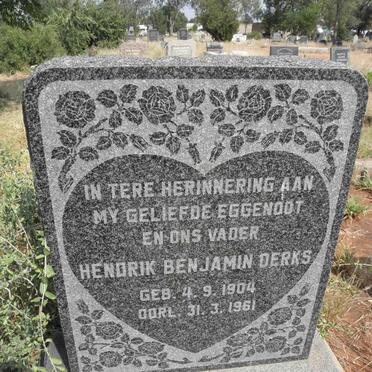 IN TERE HERINNERING AAN
MY GELIEFDE EGGENOOT
EN ONS VADER
HENDRIK BENJAMIN DERKS
GEB. 4. 9. 1904
OORL. 31. 3. 1961